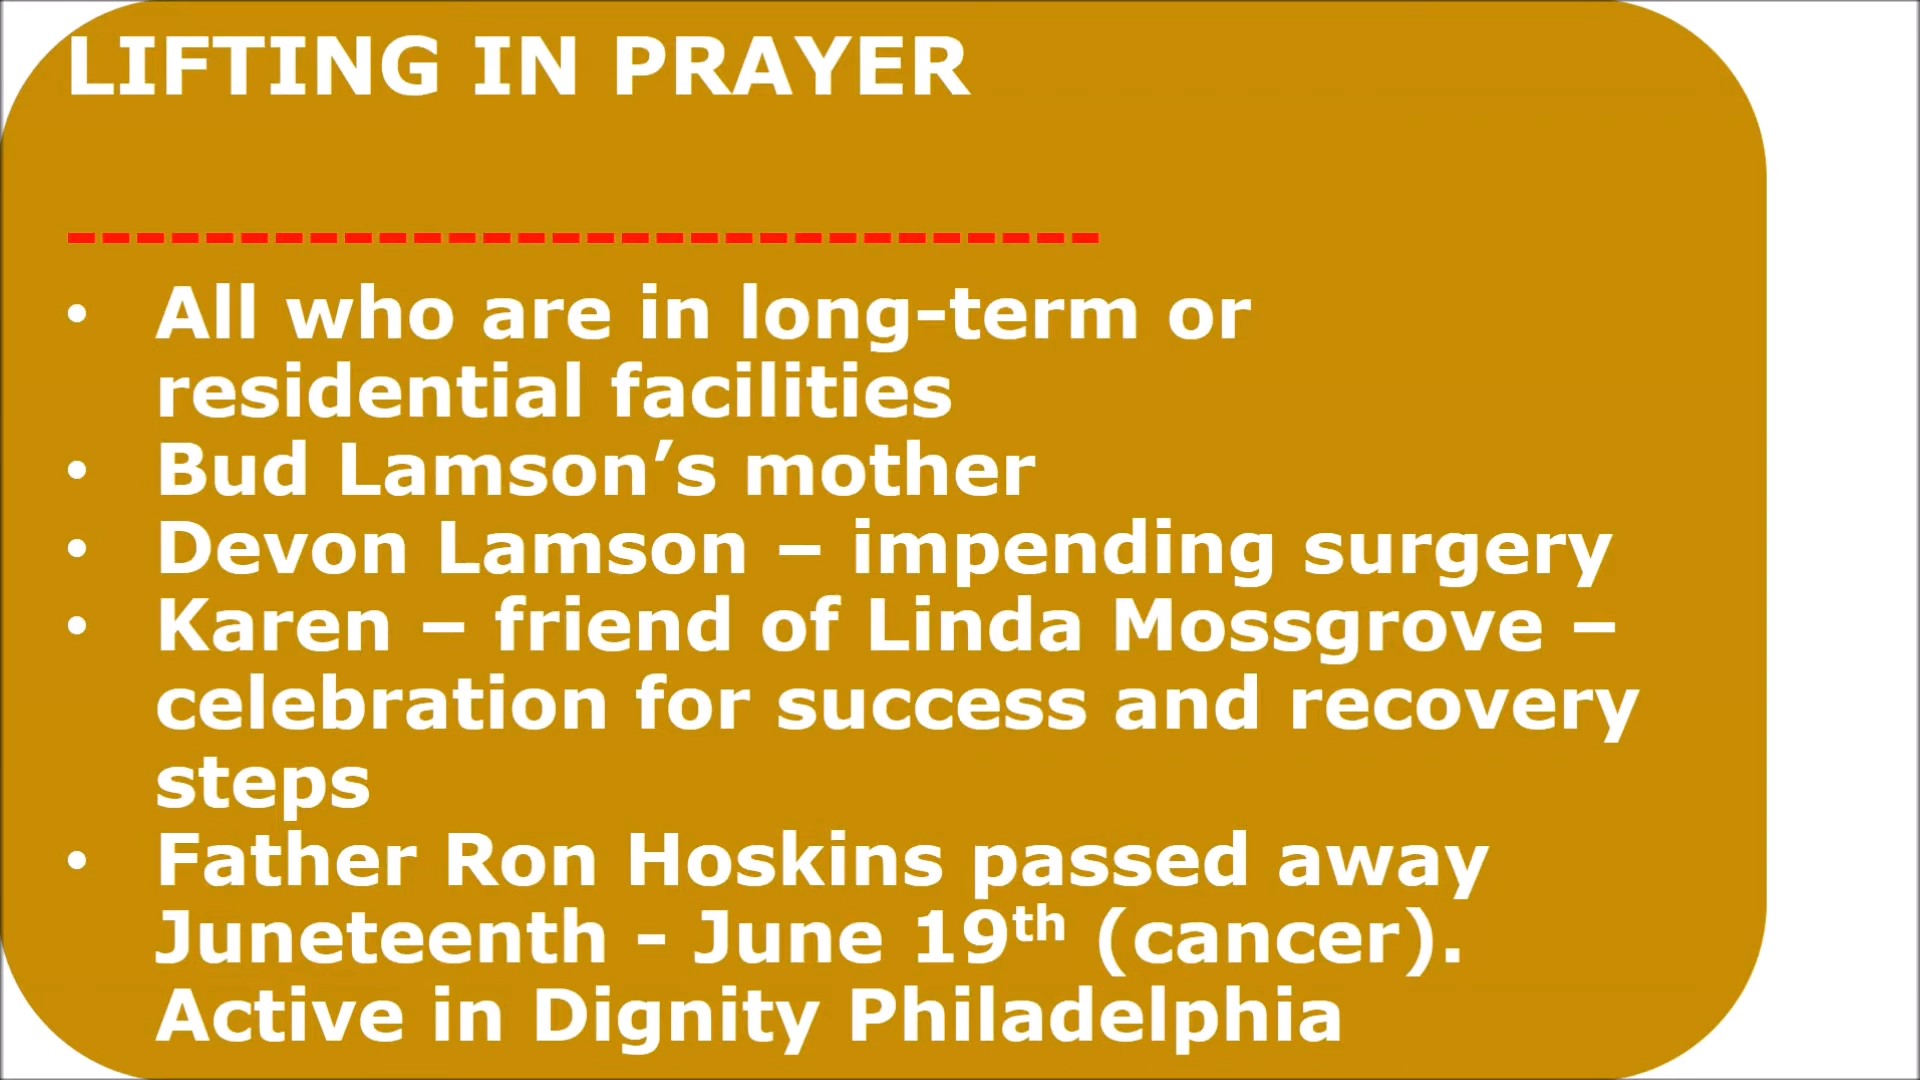 LIFTING IN PRAYER
------------------------------
• All who are in long-term or
residential facilities
• Bud Lamson’s mother
• Devon Lamson – impending surgery
• Karen – friend of Linda Mossgrove –
celebration for success and recovery
steps
• Father Ron Hoskins passed away
Juneteenth - June 19th (cancer).
Active in Dignity Philadelphia